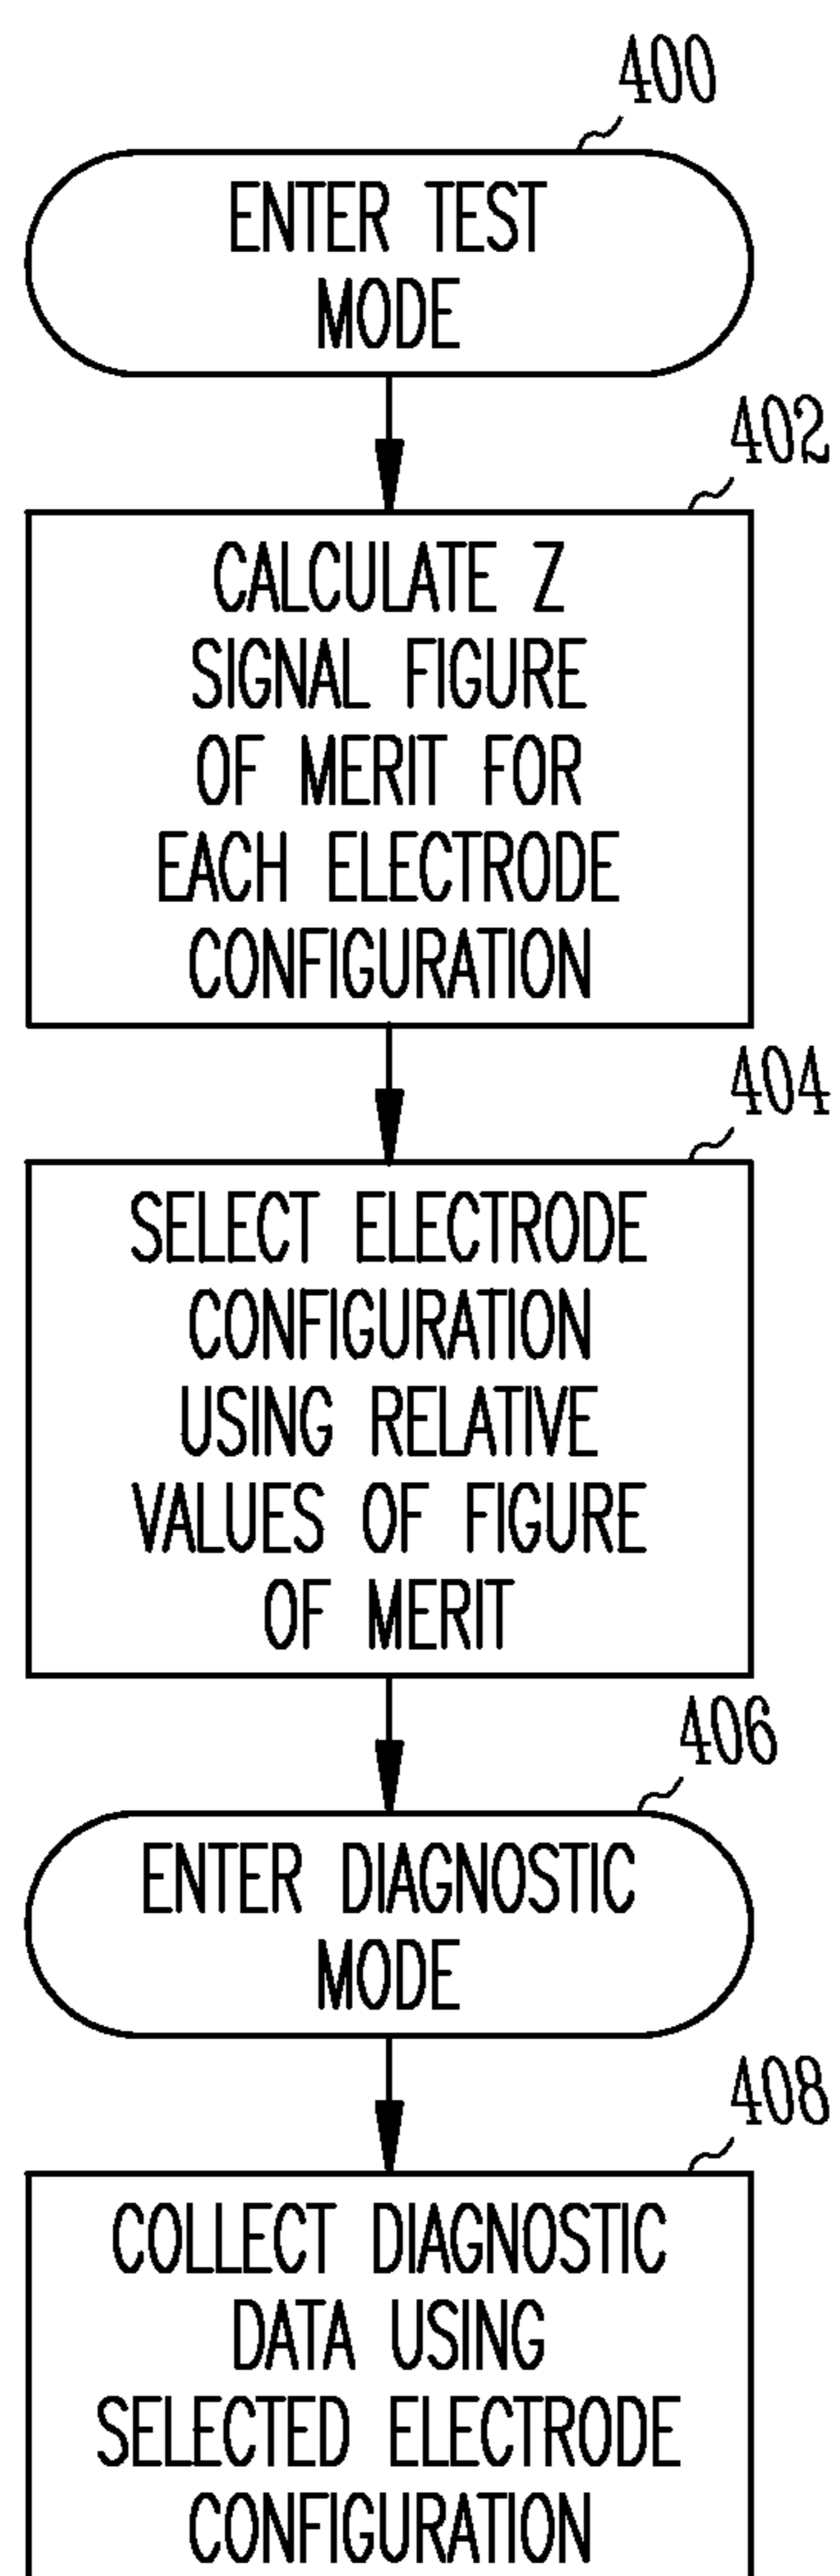 400
ENTER TEST
MODE
402
CALCULATE Z
SIGNAL FIGURE
OF MERIT FOR
EACH ELECTRODE
CONFIGURATION
404
SELECT ELECTRODE
CONFIGURATION
USING RELATIVE
VALUES OF FIGURE
OF MERIT
406
ENTER DIAGNOSTIC
MODE
408
COLLECT DIAGNOSTIC
DATA USING
SELECTED ELECTRODE
CONFIGURATION